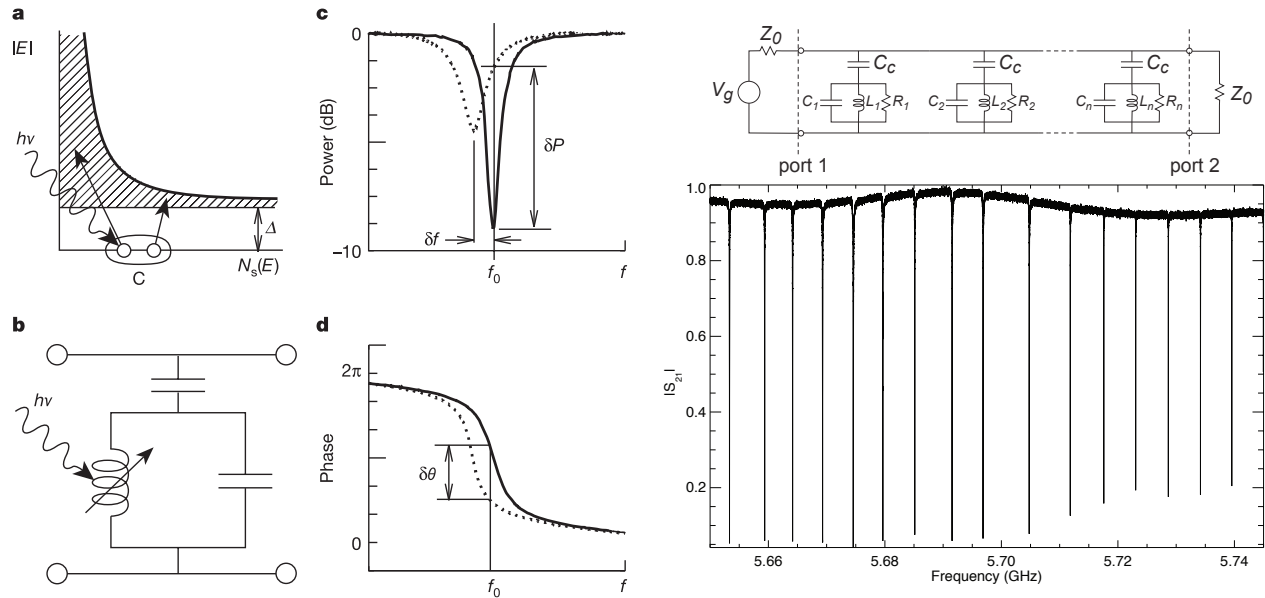 a
|E|
hν
Δ
C
N_s(E)
b
hν
c
0
Power (dB)
δP
−10
δf
f_0
f
d
2π
Phase
δθ
0
f_0
f
Z_0
V_g
C_c
C_c
C_c
C_1
L_1
R_1
C_2
L_2
R_2
C_n
L_n
R_n
Z_0
port 1
port 2
1.0
0.8
0.6
0.4
0.2
|S_21|
5.66
5.68
5.70
5.72
5.74
Frequency (GHz)